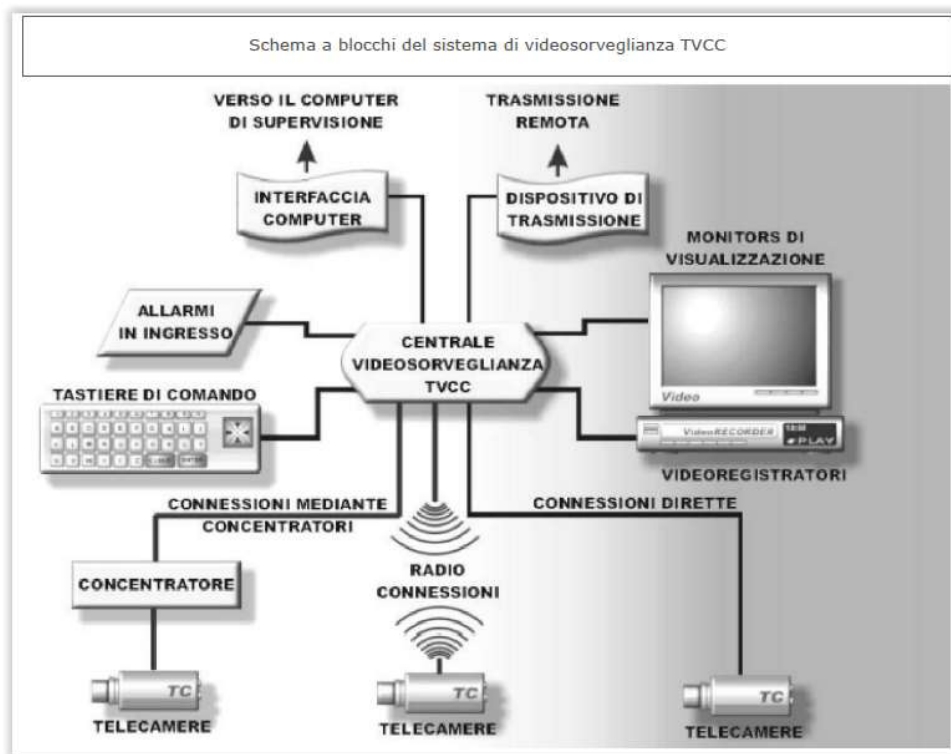 Schema a blocchi del sistema di videosorveglianza TVCC
VERSO IL COMPUTER
DI SUPERVISIONE
TRASMISSIONE
REMOTA
INTERFACCIA
COMPUTER
DISPOSITIVO DI
TRASMISSIONE
MONITORS DI
VISUALIZZAZIONE
ALLARMI
IN INGRESSO
CENTRALE
VIDEOSORVEGLIANZA
TVCC
Video
TASTIERE DI COMANDO
VideoRECORDER
PLAY
VIDEOREGISTRATORI
CONNESSIONI MEDIANTE
CONCENTRATORI
CONNESSIONI DIRETTE
CONCENTRATORE
RADIO
CONNESSIONI
TC
TELECAMERE
TC
TELECAMERE
TC
TELECAMERE